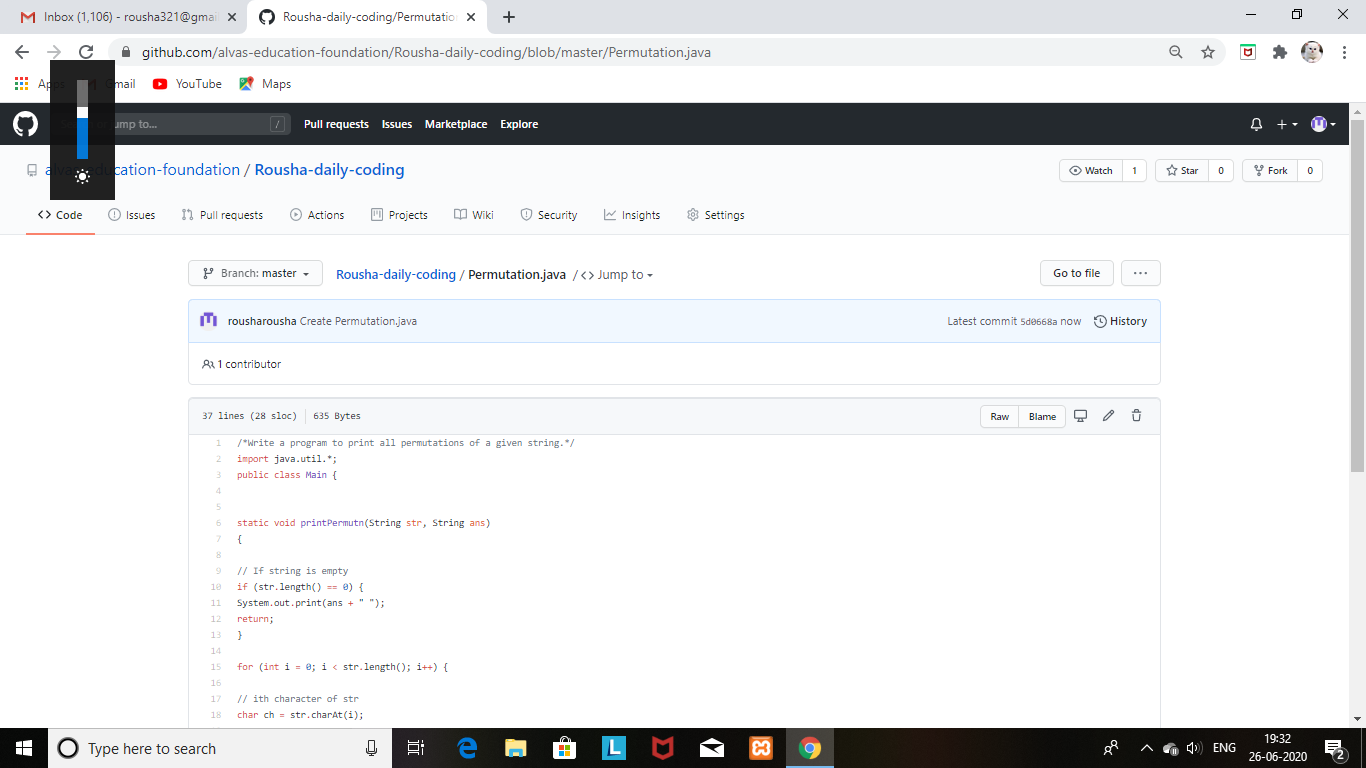 Inbox (1,106) - rousha321@gmai
Rousha-daily-coding/Permutation
github.com/alvas-education-foundation/Rousha-daily-coding/blob/master/Permutation.java
Gmail
YouTube
Maps
jump to...
/
Pull requests
Issues
Marketplace
Explore
alvas-education-foundation / Rousha-daily-coding
Watch 1
Star 0
Fork 0
Code
Issues
Pull requests
Actions
Projects
Wiki
Security
Insights
Settings
Branch: master
Rousha-daily-coding / Permutation.java / <> Jump to
Go to file
rousharousha Create Permutation.java
Latest commit 5d0668a now
History
1 contributor
37 lines (28 sloc) 635 Bytes
Raw
Blame
1 /*Write a program to print all permutations of a given string.*/
2 import java.util.*;
3 public class Main {
4
5
6 static void printPermutn(String str, String ans)
7 {
8
9 // If string is empty
10 if (str.length() == 0) {
11 System.out.print(ans + " ");
12 return;
13 }
14
15 for (int i = 0; i < str.length(); i++) {
16
17 // ith character of str
18 char ch = str.charAt(i);
Type here to search
L
ENG
19:32
26-06-2020
2